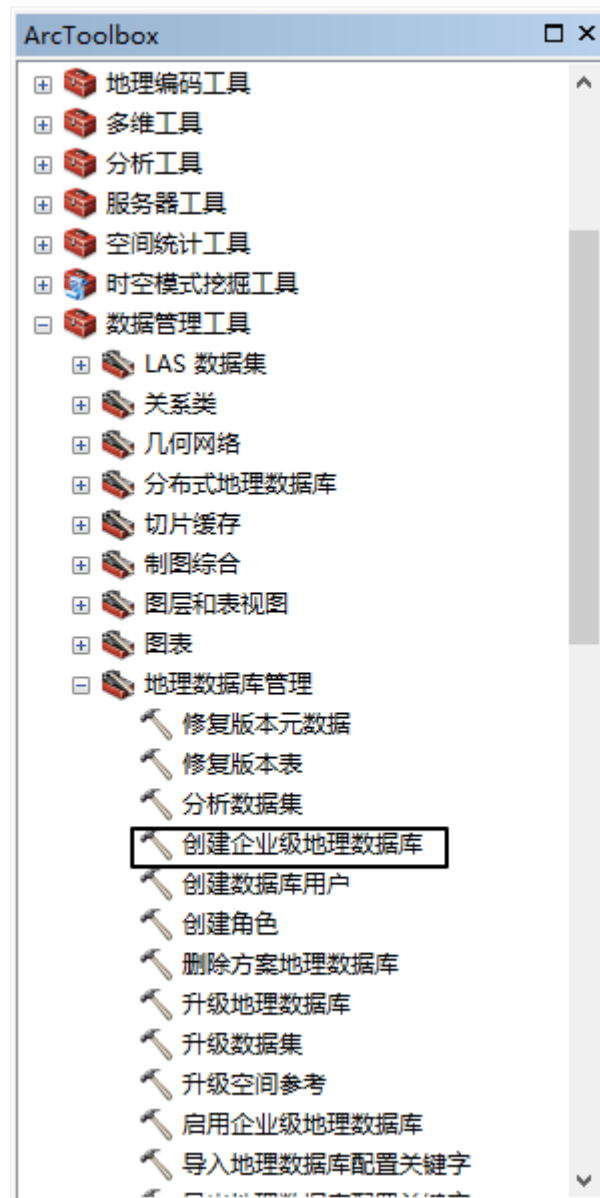 ArcToolbox
地理编码工具
多维工具
分析工具
服务器工具
空间统计工具
时空模式挖掘工具
数据管理工具
LAS 数据集
关系类
几何网络
分布式地理数据库
切片缓存
制图综合
图层和表视图
图表
地理数据库管理
修复版本元数据
修复版本表
分析数据集
创建企业级地理数据库
创建数据库用户
创建角色
删除方案地理数据库
升级地理数据库
升级数据集
升级空间参考
启用企业级地理数据库
导入地理数据库配置关键字